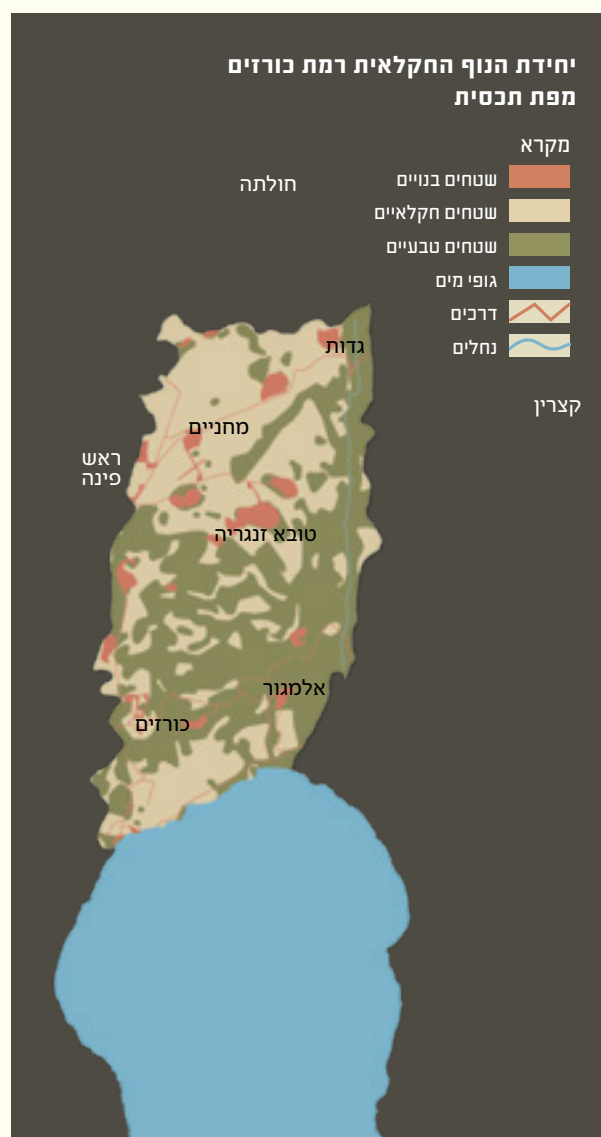 יחידת הנוף החקלאית רמת כורזים
מפת תכסית
מקרא
שטחים בנויים
שטחים חקלאיים
שטחים טבעיים
גופי מים
דרכים
נחלים
חולתה
גדות
קצרין
מחניים
ראש
פינה
טובא זנגריה
אלמגור
כורזים